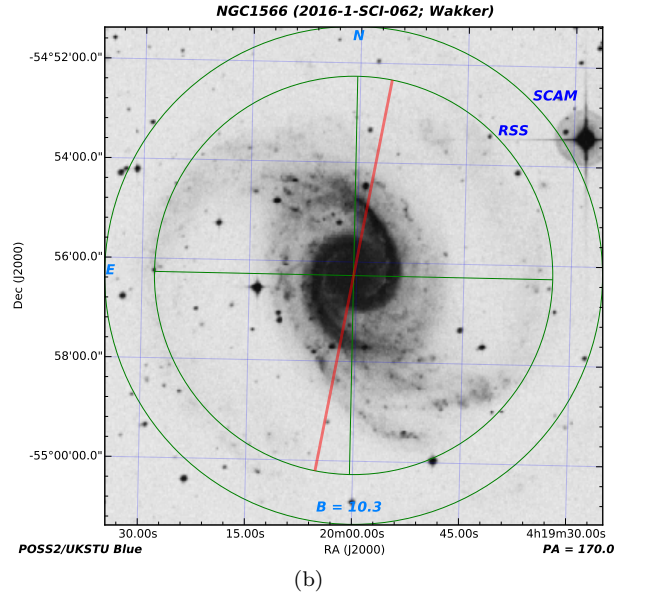 NGC1566 (2016-1-SCI-062; Wakker)
N
-54°52'00.0"
SCAM
RSS
54'00.0"
56'00.0"
E
Dec (J2000)
58'00.0"
-55°00'00.0"
B = 10.3
30.00s 15.00s 20m00.00s 45.00s 4h19m30.00s
POSS2/UKSTU Blue RA (J2000) PA = 170.0
(b)